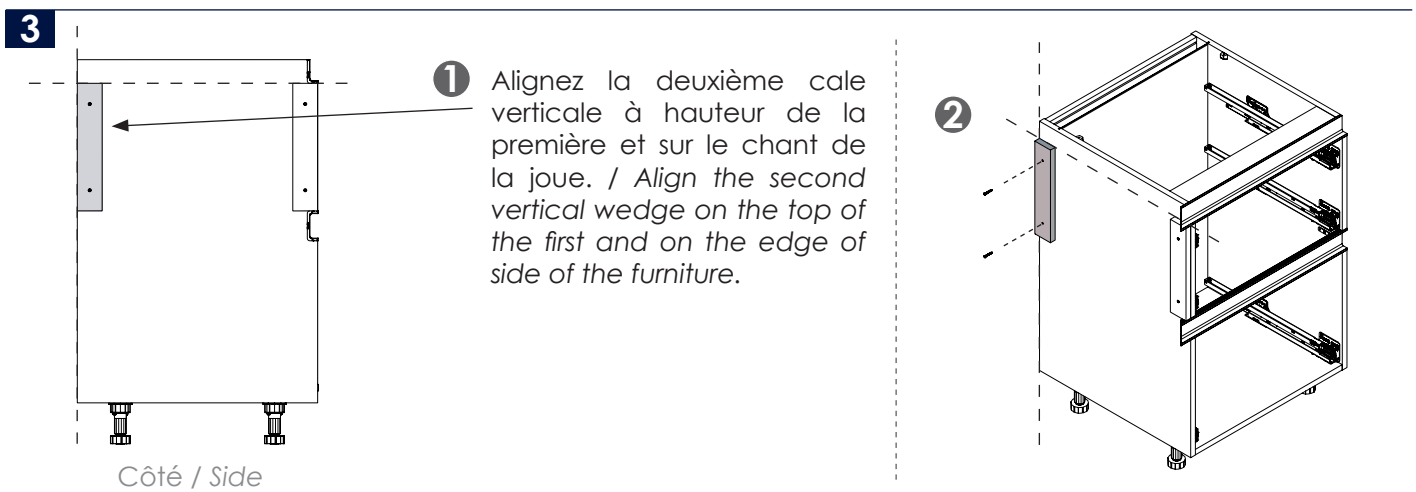 3
1 Alignez la deuxième cale
verticale à hauteur de la
première et sur le chant de
la joue. / Align the second
vertical wedge on the top of
the first and on the edge of
side of the furniture.
Côté / Side
2